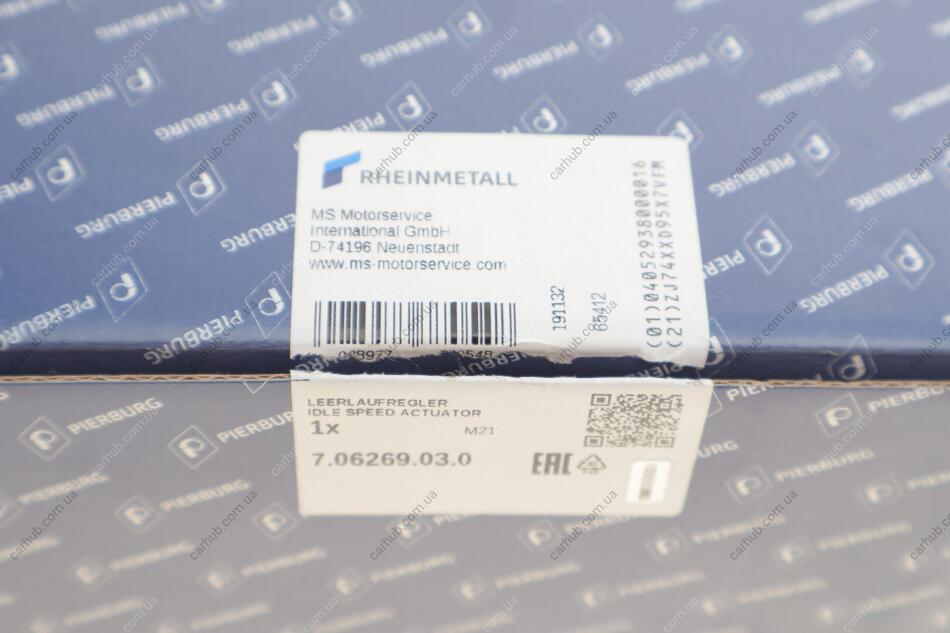 RHEINMETALL
MS Motorservice
International GmbH
D-74196 Neuenstadt
www.ms-motorservice.com
191132
65412
(01)04052938000016
(21)ZJ74XXD95X7VFM
LEERLAUFREGLER
IDLE SPEED ACTUATOR
1x
M21
7.06269.03.0
EAC
PIERBURG
carhub.com.ua